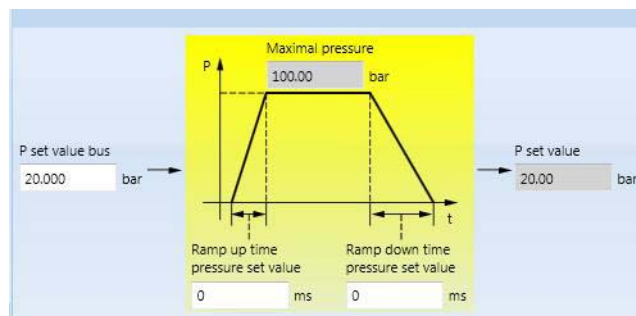 Maximal pressure
P
100.00 bar
P set value bus
20.000 bar
P set value
20.00 bar
t
Ramp up time
pressure set value
0 ms
Ramp down time
pressure set value
0 ms